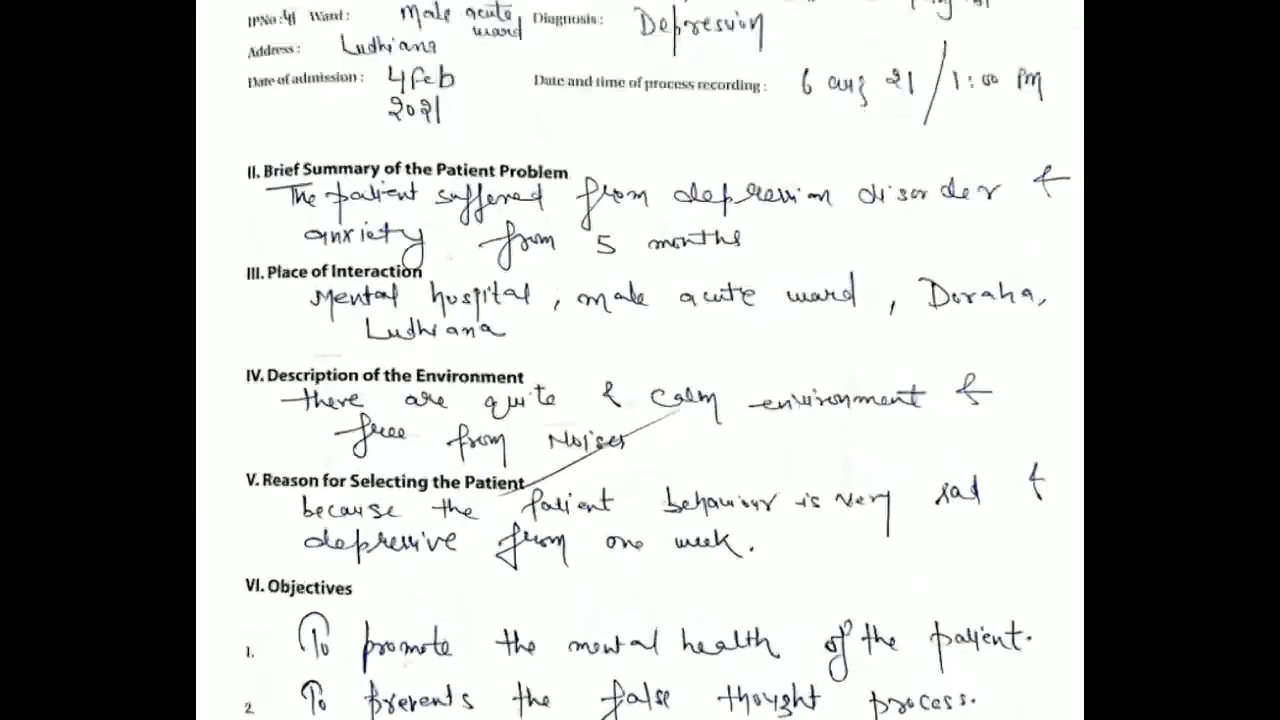 IPNo: 41 Ward: Male acute Diagnosis: Depression
ward
Address: Ludhiana
Date of admission: 4 Feb Date and time of process recording: 6 aug 21 / 1:00 PM
2021
II. Brief Summary of the Patient Problem
The patient suffered from depression disorder &
anxiety from 5 months
III. Place of Interaction
Mental hospital, male acute ward, Doraha,
Ludhiana
IV. Description of the Environment
there are quite & calm environment &
free from Noises
V. Reason for Selecting the Patient
because the patient behaviour is very sad &
depressive from one week.
VI. Objectives
1. To promote the mental health of the patient.
2. To prevents the false thought process.